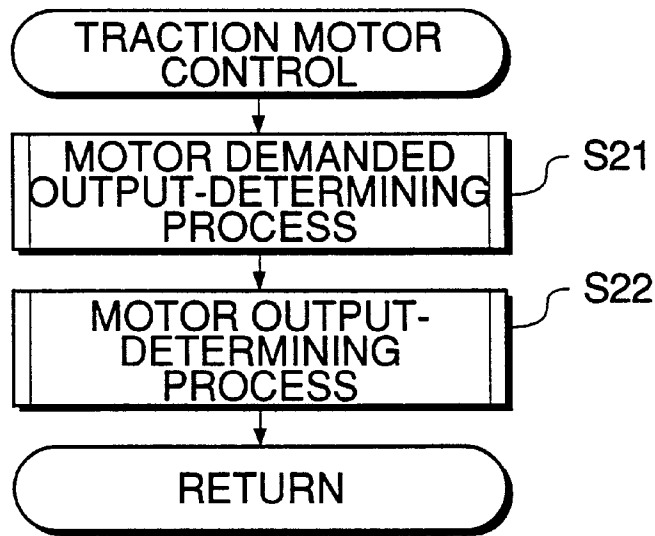 TRACTION MOTOR
CONTROL
MOTOR DEMANDED
OUTPUT-DETERMINING
PROCESS
S21
MOTOR OUTPUT-
DETERMINING
PROCESS
S22
RETURN